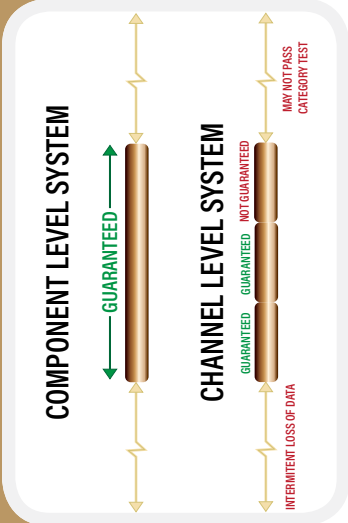 COMPONENT LEVEL SYSTEM
GUARANTEED
CHANNEL LEVEL SYSTEM
GUARANTEED
GUARANTEED
NOT GUARANTEED
INTERMITENT LOSS OF DATA
MAY NOT PASS
CATEGORY TEST